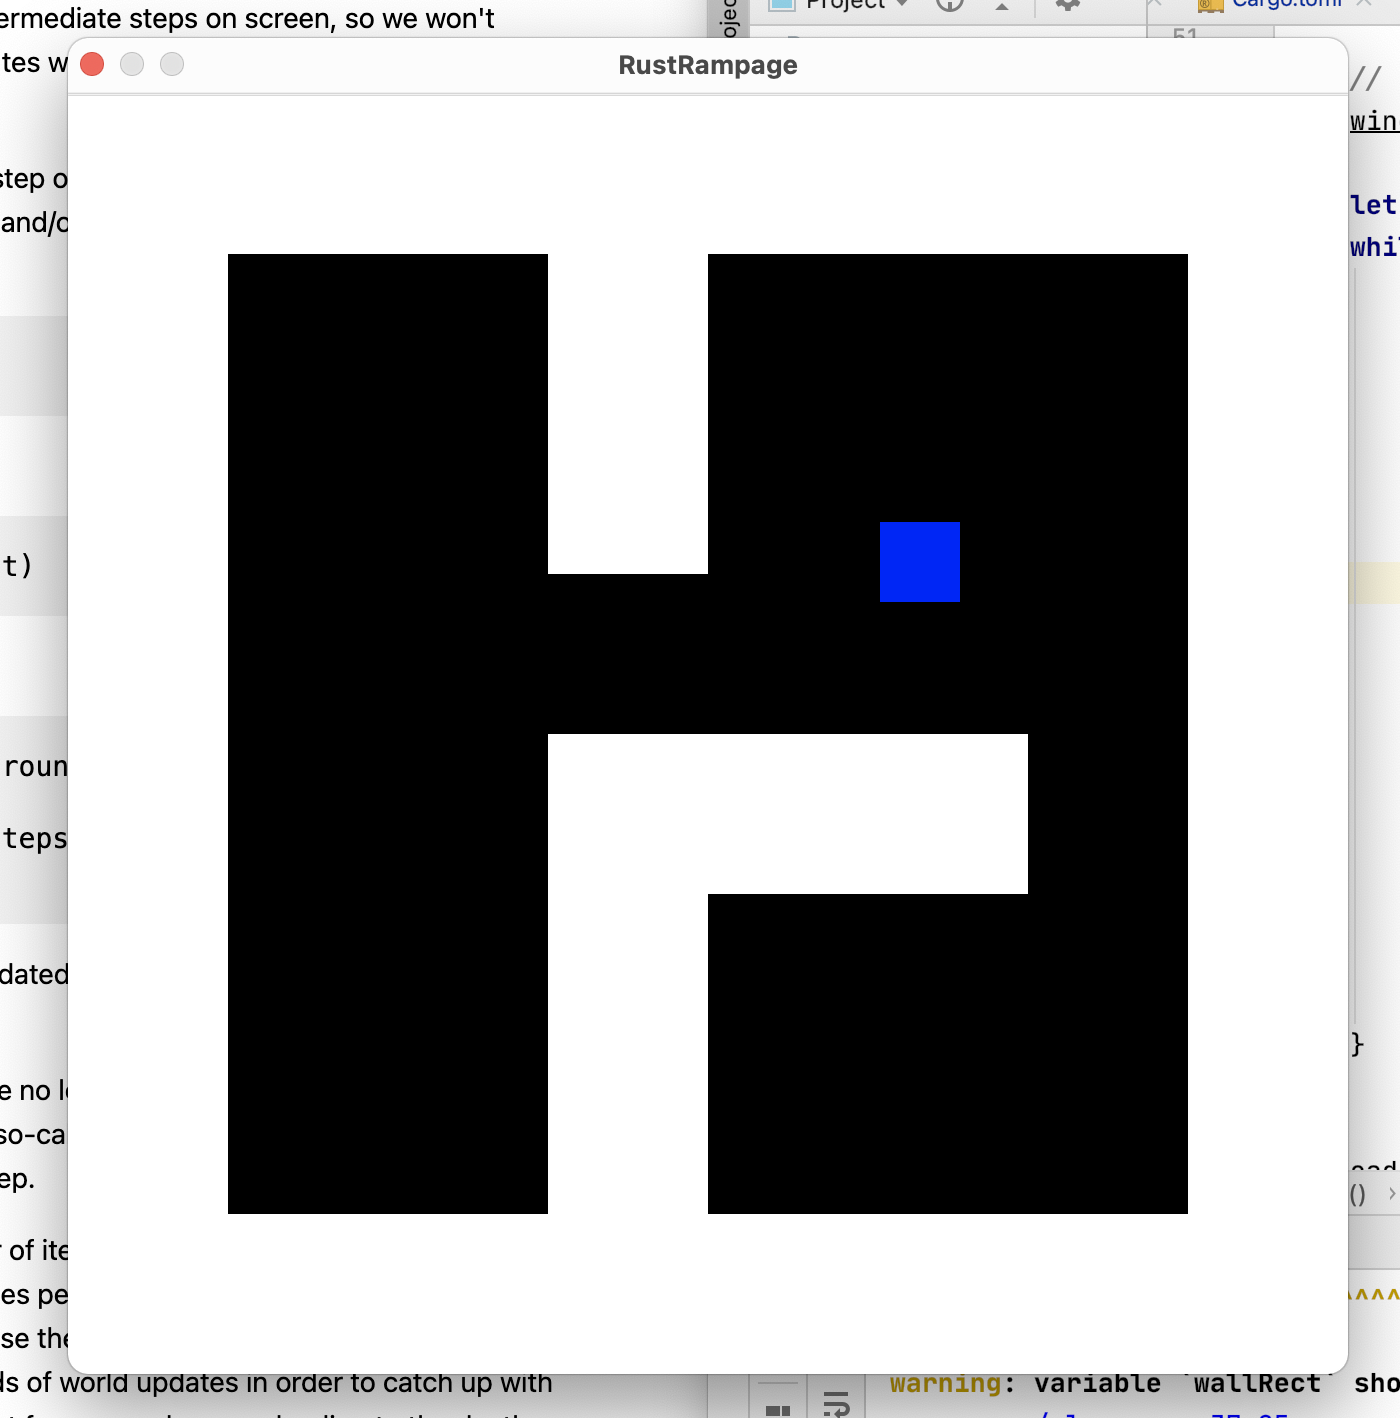 ermediate steps on screen, so we won't
Project
Cargo.toml
51
tes w
RustRampage
//
win
step o
and/o
let
whi
t)
roun
teps
dated
}
e no l
so-ca
ep.
()
of ite
es pe
^^^^
se the
ds of world updates in order to catch up with
warning: variable `wallRect` sho